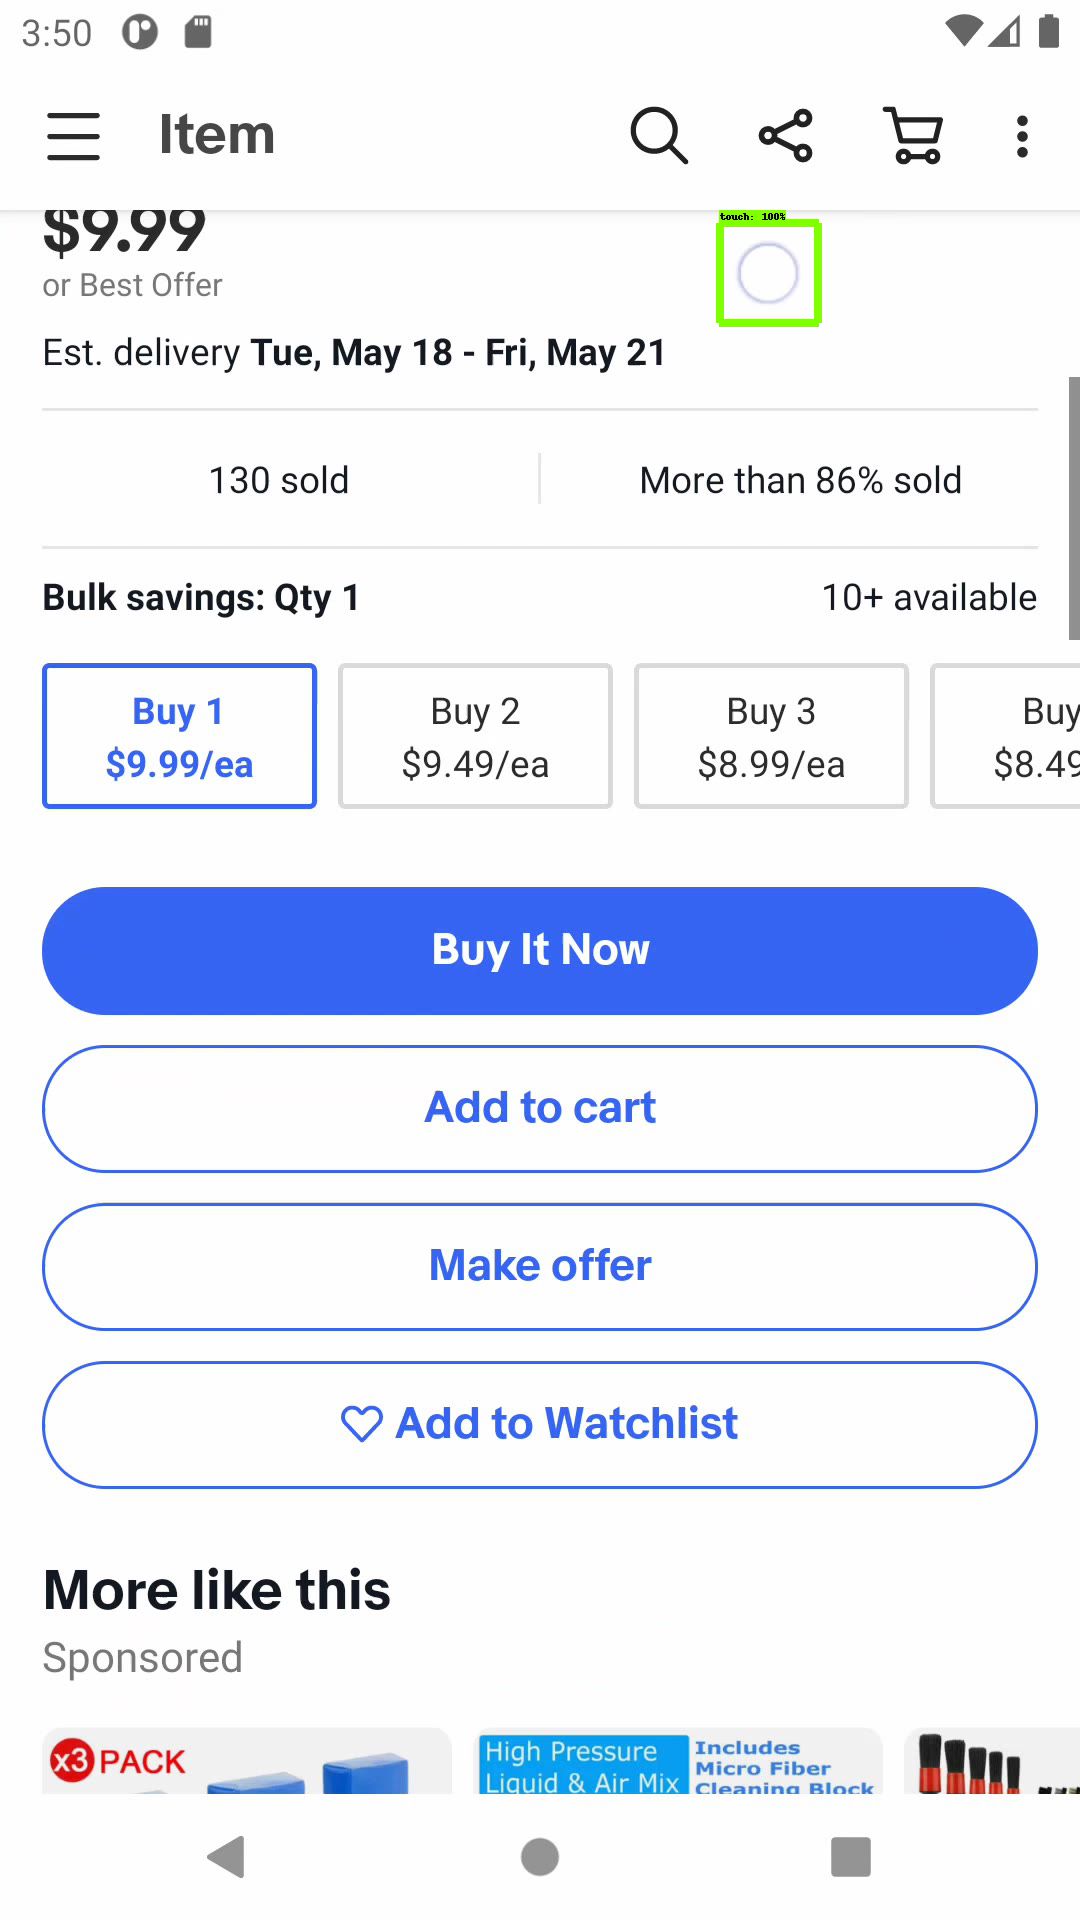 3:50
Item
$9.99
touch: 100%
or Best Offer
Est. delivery Tue, May 18 - Fri, May 21
130 sold
More than 86% sold
Bulk savings: Qty 1
10+ available
Buy 1
$9.99/ea
Buy 2
$9.49/ea
Buy 3
$8.99/ea
Buy
$8.49
Buy It Now
Add to cart
Make offer
Add to Watchlist
More like this
Sponsored
x3 PACK
High Pressure
Liquid & Air Mix
Includes
Micro Fiber
Cleaning Block